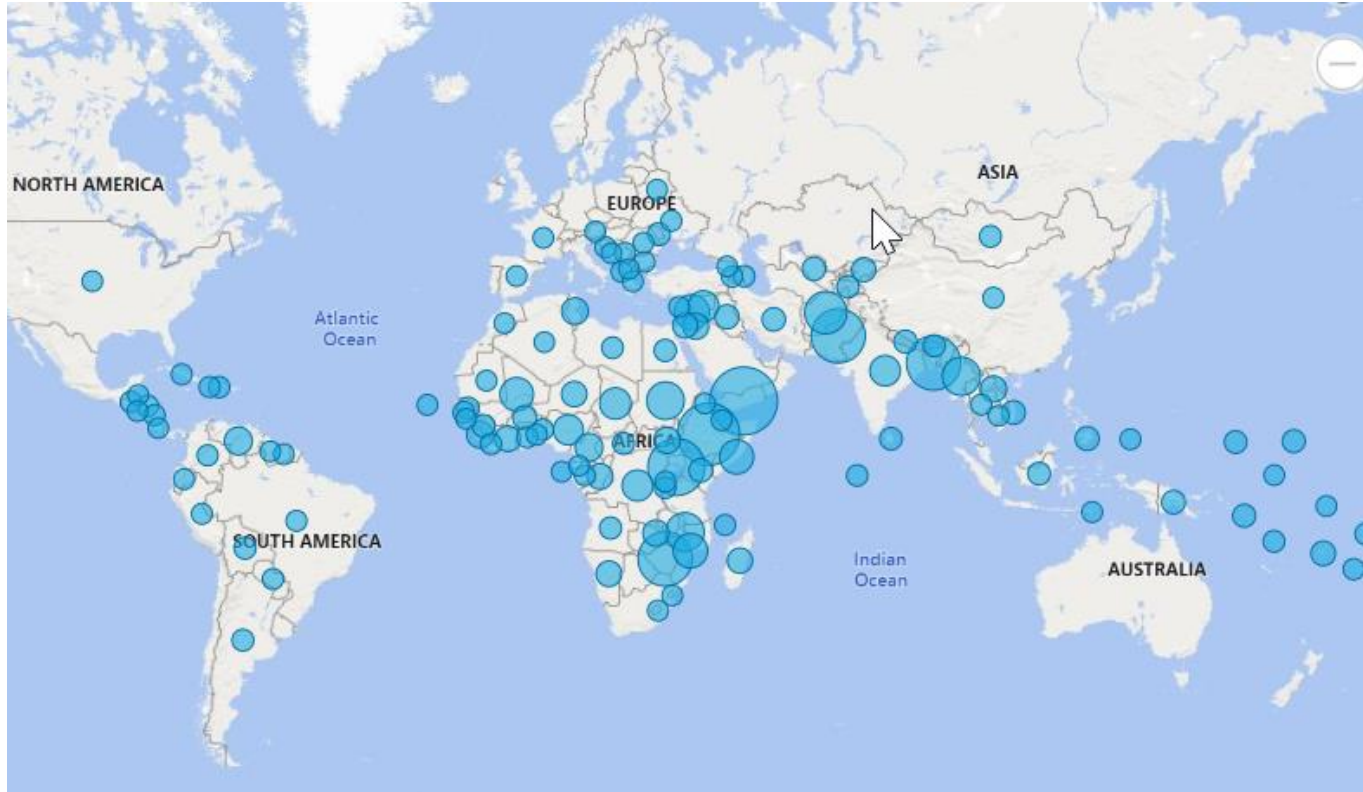 ASIA
NORTH AMERICA
EUROPE
Atlantic
Ocean
AFRICA
SOUTH AMERICA
Indian
Ocean
AUSTRALIA